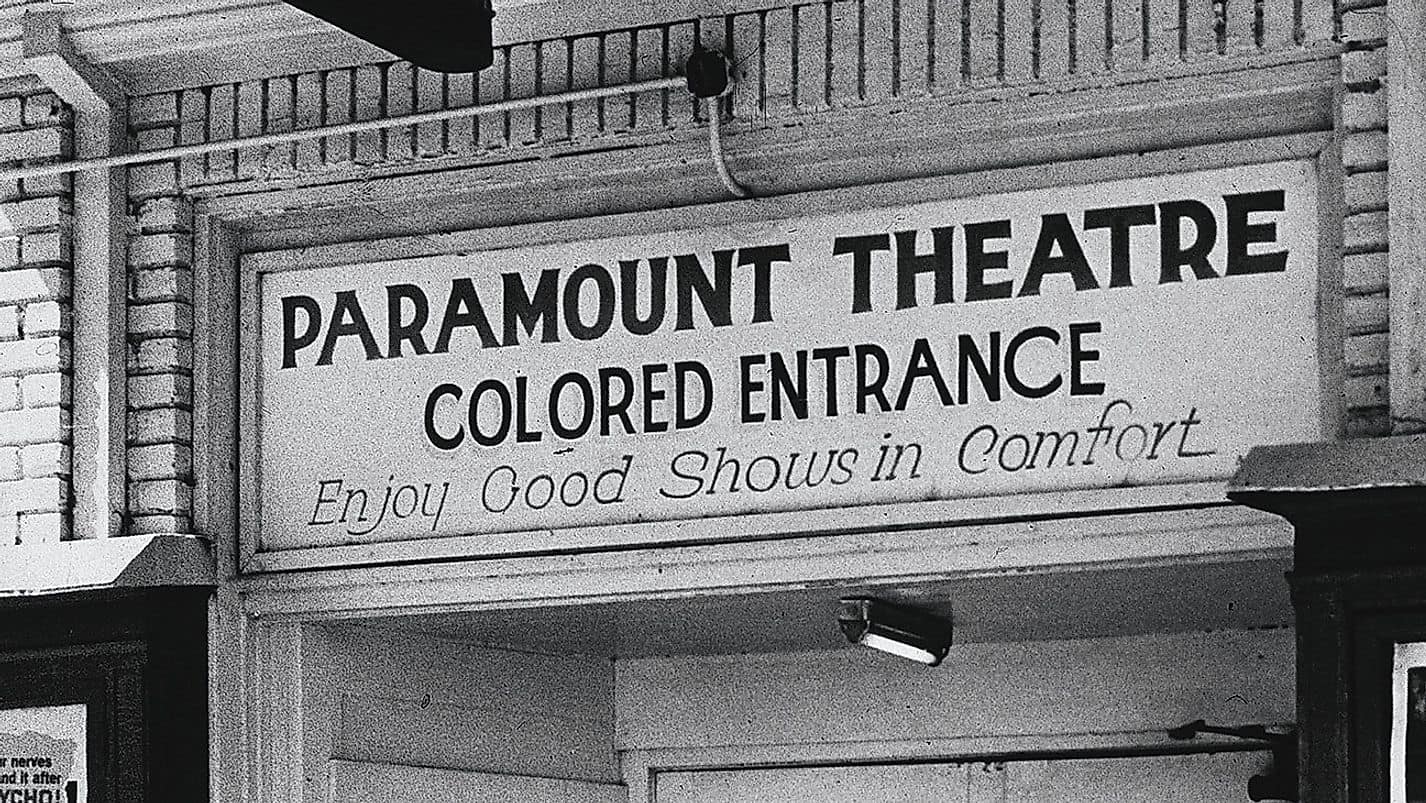 PARAMOUNT THEATRE
COLORED ENTRANCE
Enjoy Good Shows in Comfort
nerves
it after